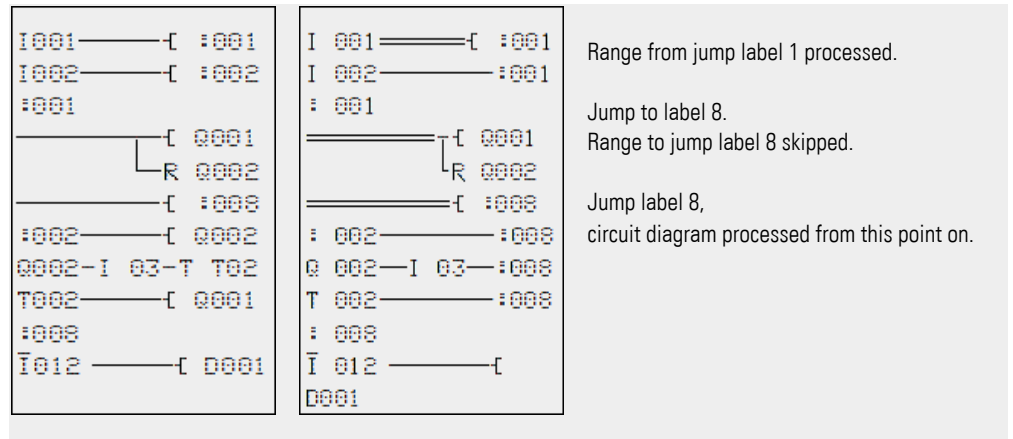 I001 [ :001
I002 [ :002
:001
[ Q001
R Q002
[ :008
:002 [ Q002
Q002-I 03-T T02
T002 [ Q001
:008
Ī012 [ D001
I 001 [ :001
I 002 :001
: 001
[ Q001
R Q002
[ :008
: 002 :008
Q 002 I 03 :008
T 002 :008
: 008
Ī 012 [
D001
Range from jump label 1 processed.
Jump to label 8.
Range to jump label 8 skipped.
Jump label 8,
circuit diagram processed from this point on.